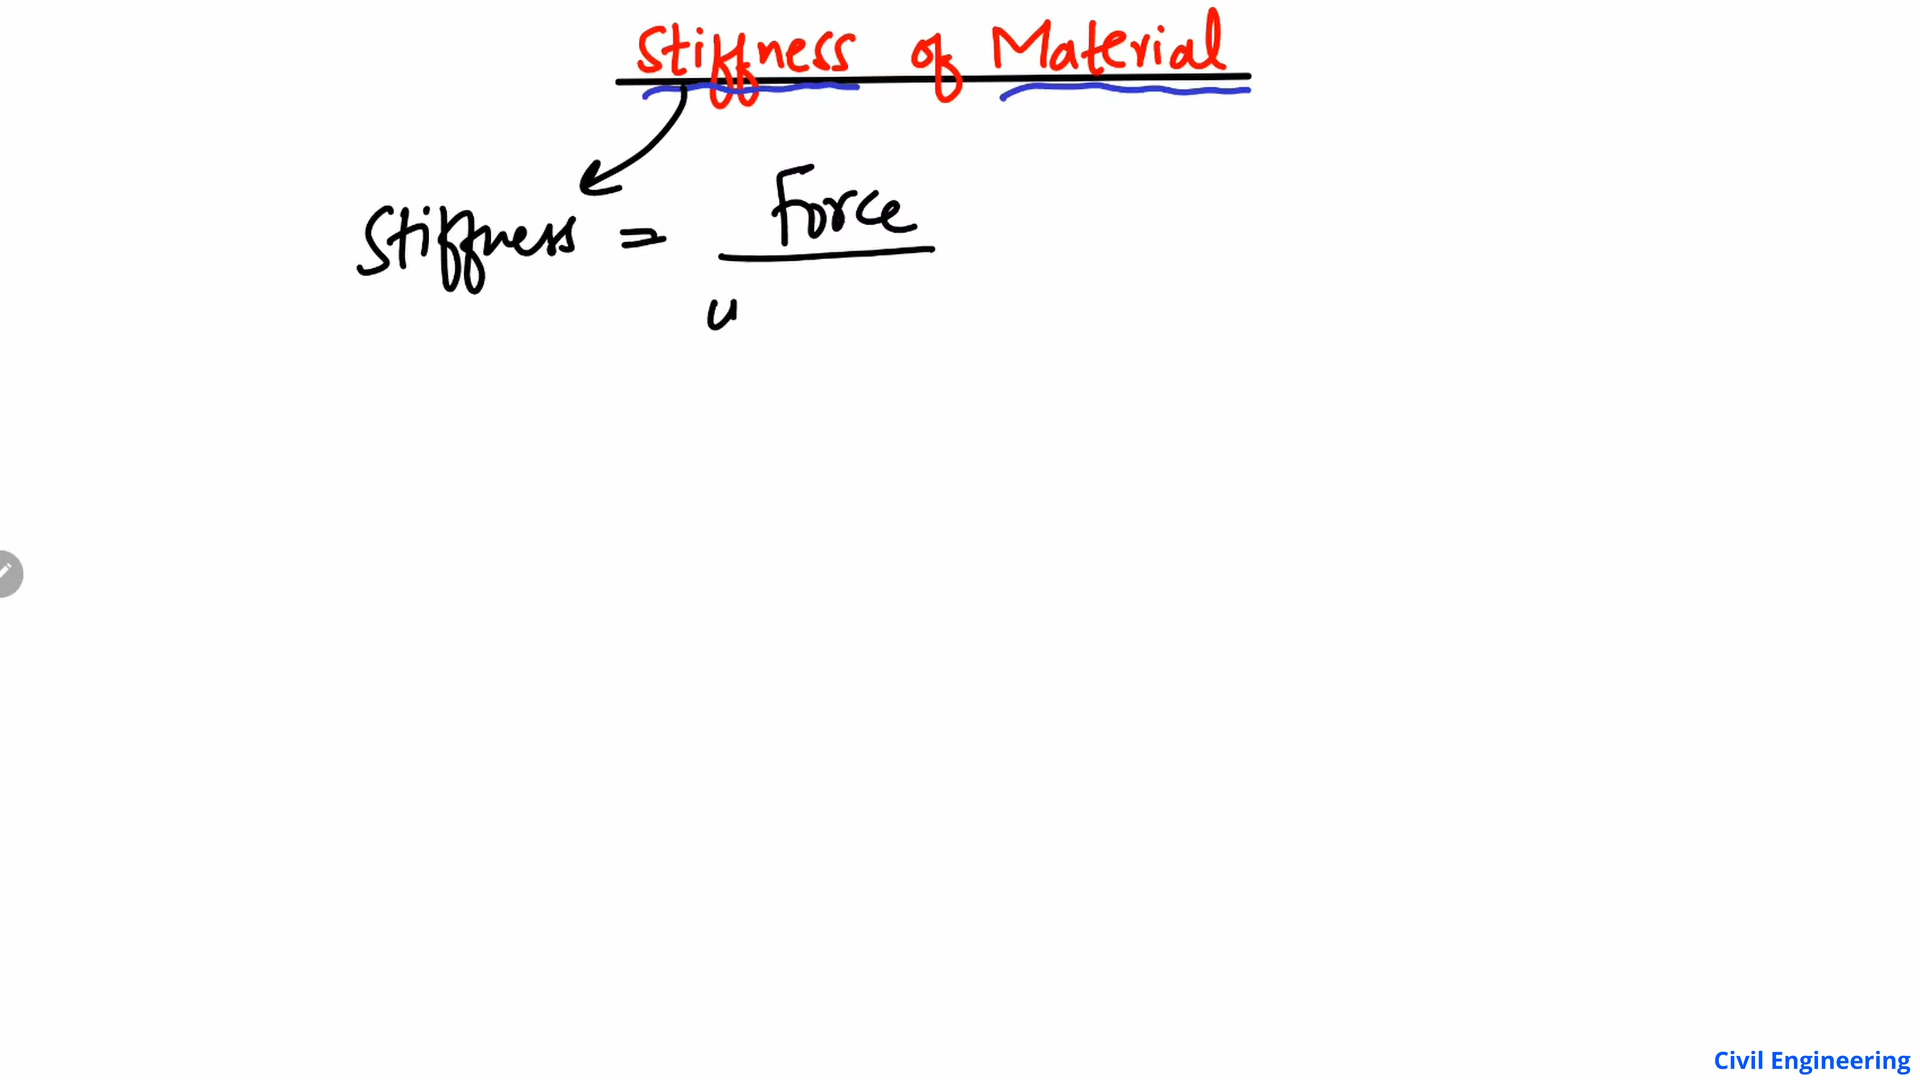 Stiffness of Material
Stiffness = Force
u
Civil Engineering